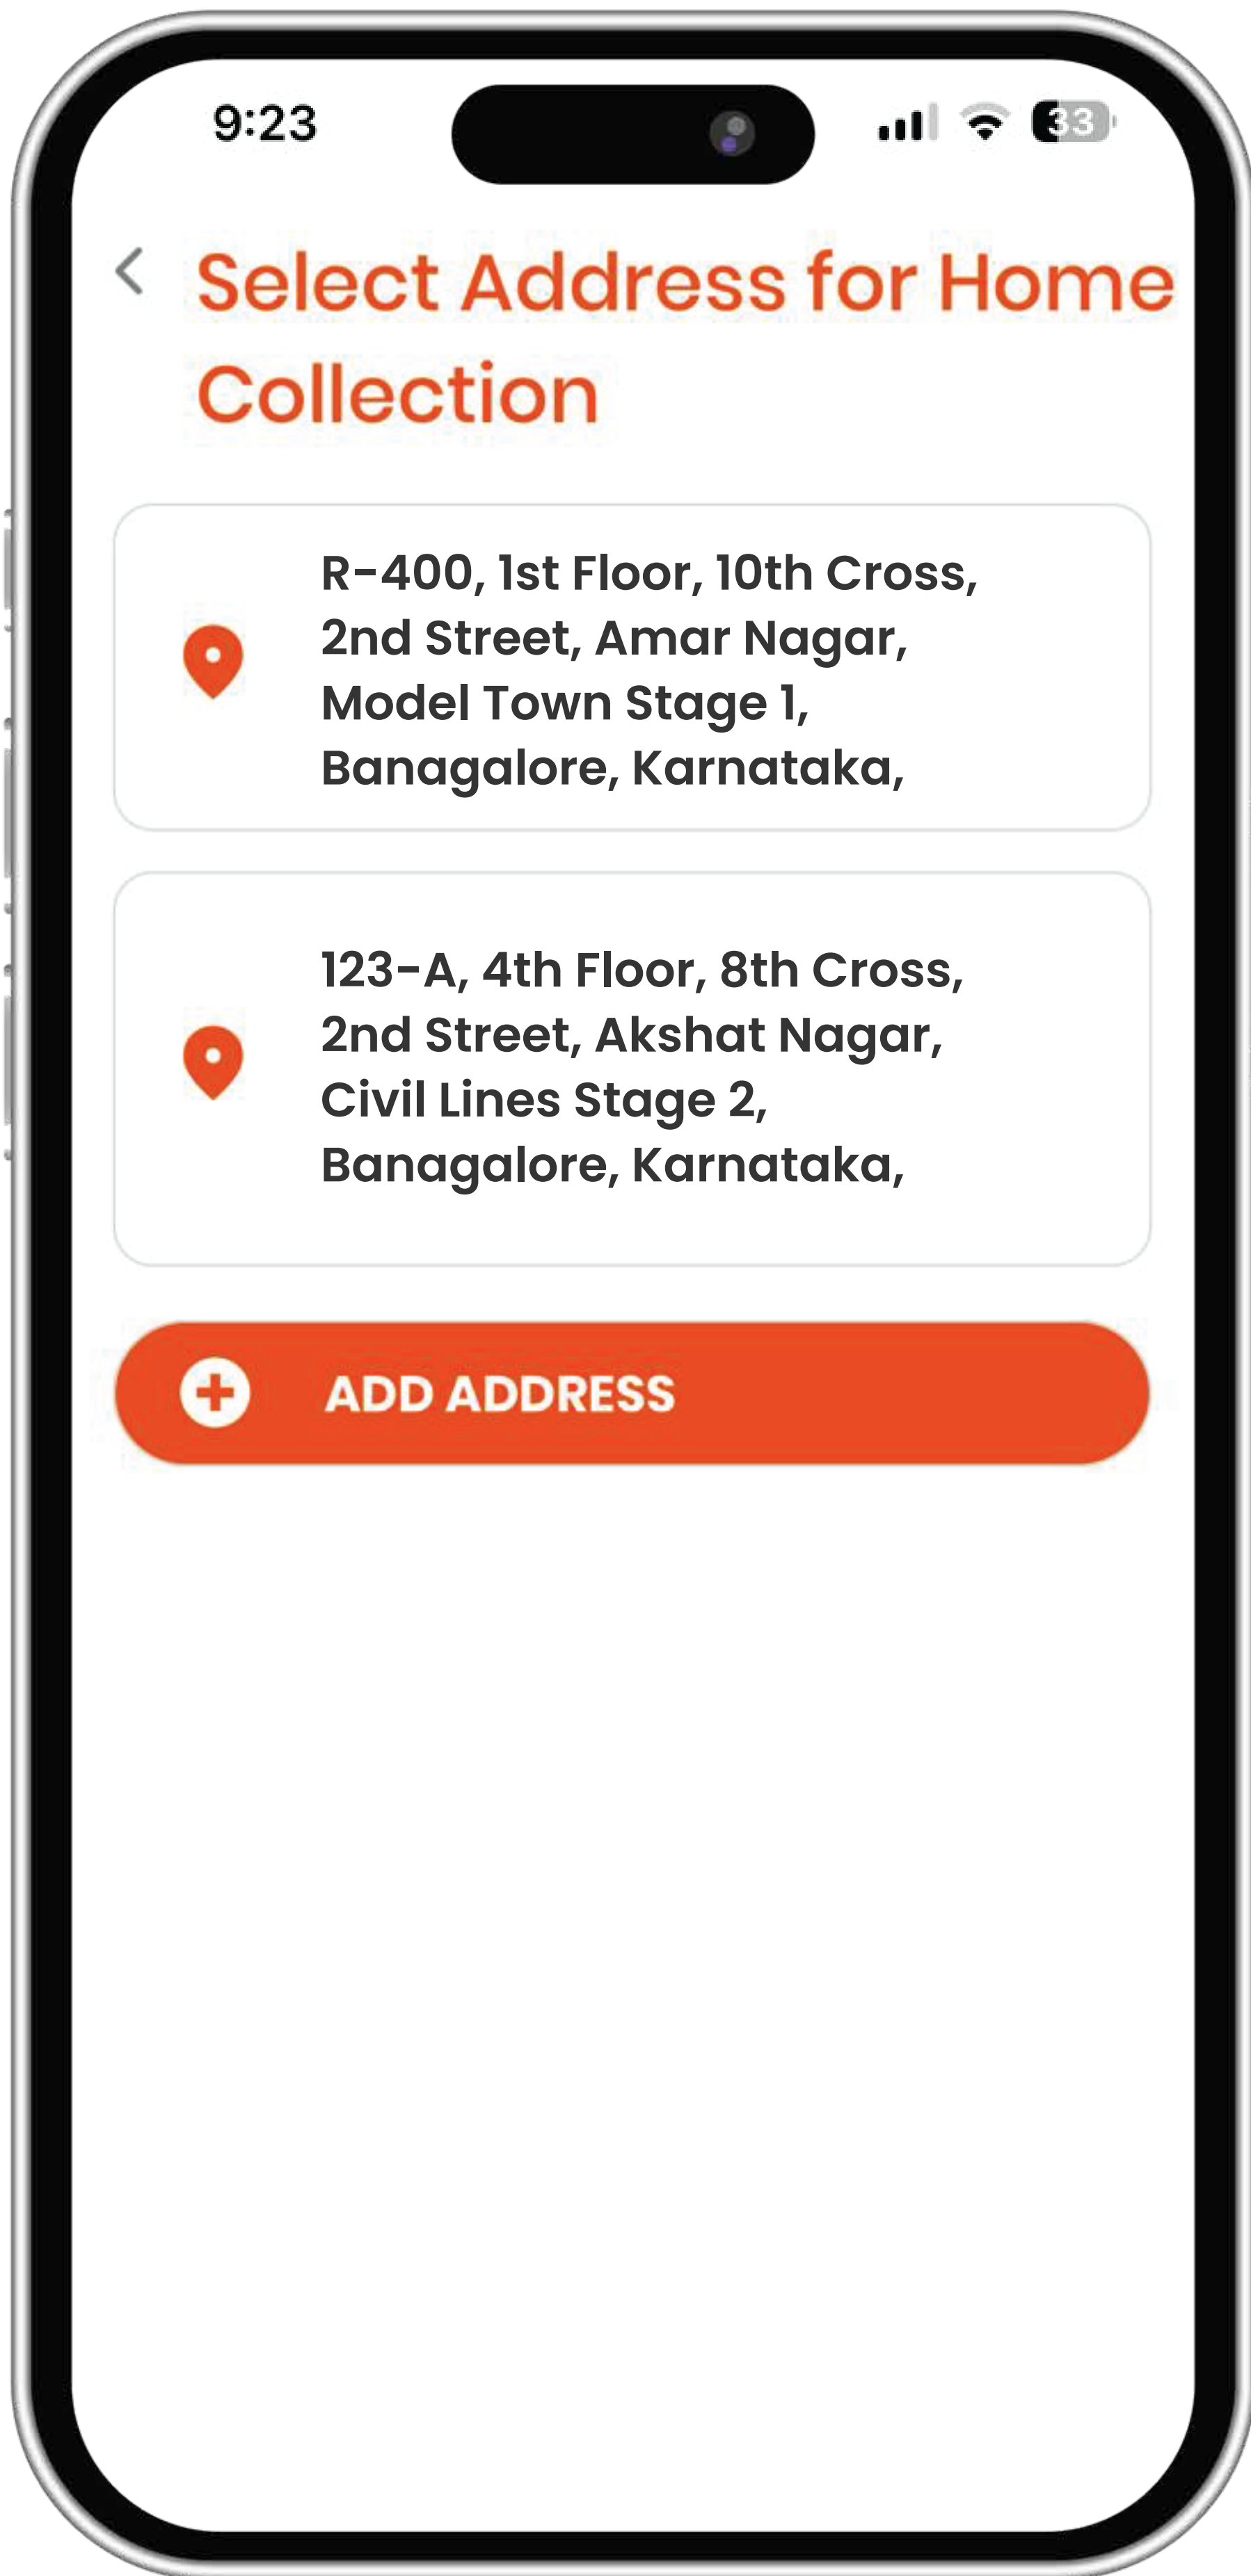 9:23
33
Select Address for Home
Collection
R-400, 1st Floor, 10th Cross,
2nd Street, Amar Nagar,
Model Town Stage 1,
Banagalore, Karnataka,
123-A, 4th Floor, 8th Cross,
2nd Street, Akshat Nagar,
Civil Lines Stage 2,
Banagalore, Karnataka,
ADD ADDRESS